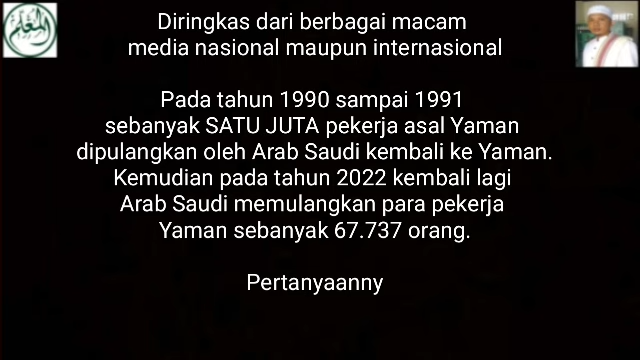 Diringkas dari berbagai macam
media nasional maupun internasional
Pada tahun 1990 sampai 1991
sebanyak SATU JUTA pekerja asal Yaman
dipulangkan oleh Arab Saudi kembali ke Yaman.
Kemudian pada tahun 2022 kembali lagi
Arab Saudi memulangkan para pekerja
Yaman sebanyak 67.737 orang.
Pertanyaanny